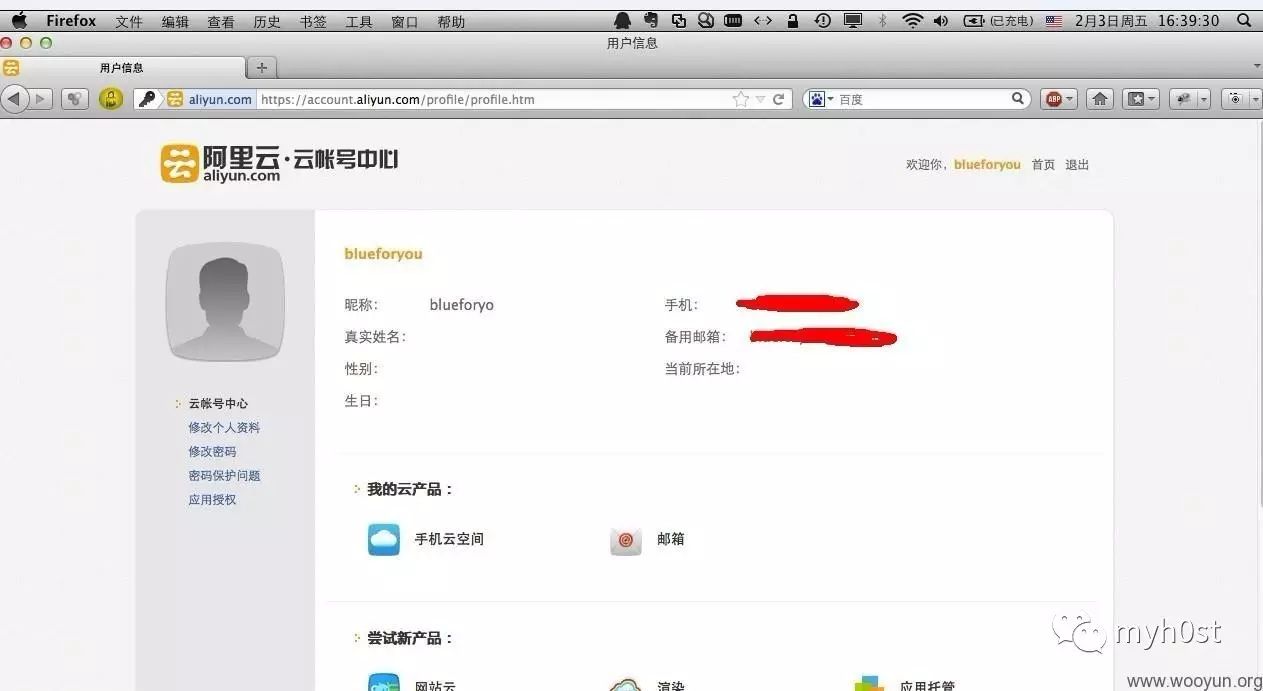 Firefox 文件 编辑 查看 历史 书签 工具 窗口 帮助 (已充电) 2月3日周五 16:39:30
用户信息
用户信息
aliyun.com https://account.aliyun.com/profile/profile.htm 百度 ABP
阿里云·云帐号中心
aliyun.com
欢迎你，blueforyou 首页 退出
blueforyou
昵称： blueforyo 手机：
真实姓名： 备用邮箱：
性别： 当前所在地：
生日：
云帐号中心
修改个人资料
修改密码
密码保护问题
应用授权
我的云产品：
手机云空间 邮箱
尝试新产品：
网站云 渲染 应用托管
myh0st
www.wooyun.org